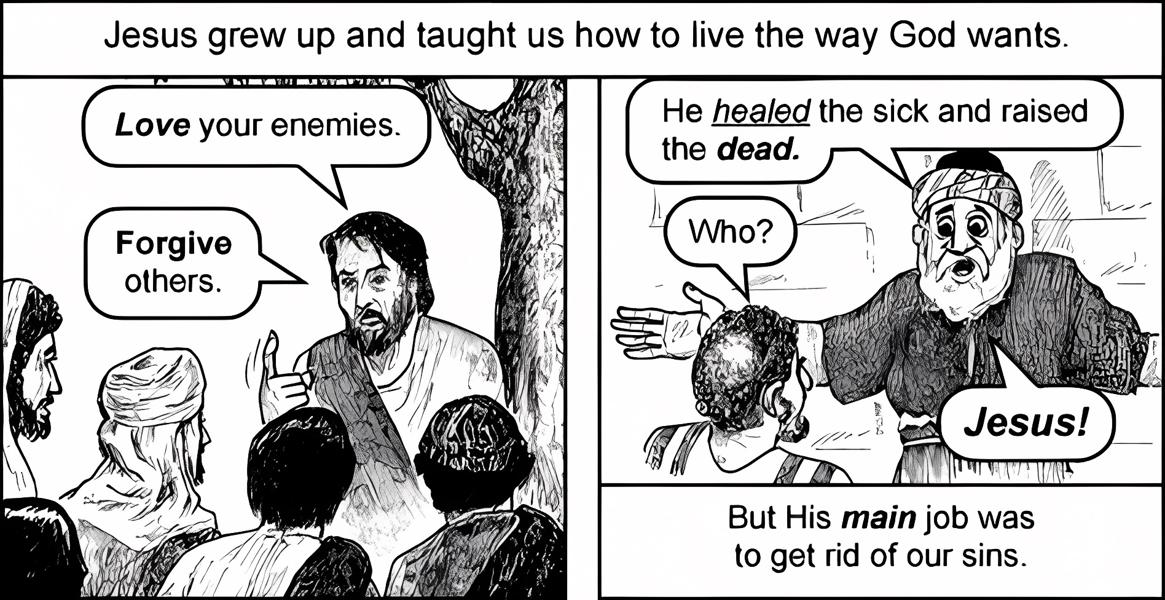 Jesus grew up and taught us how to live the way God wants.
Love your enemies.
Forgive
others.
He healed the sick and raised
the dead.
Who?
Jesus!
But His main job was
to get rid of our sins.